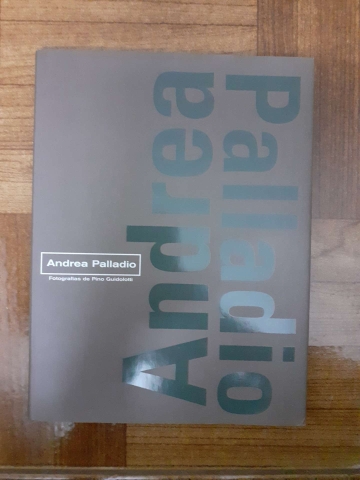 Andrea
Palladio
Andrea Palladio
Fotografias de Pino Guidolotti